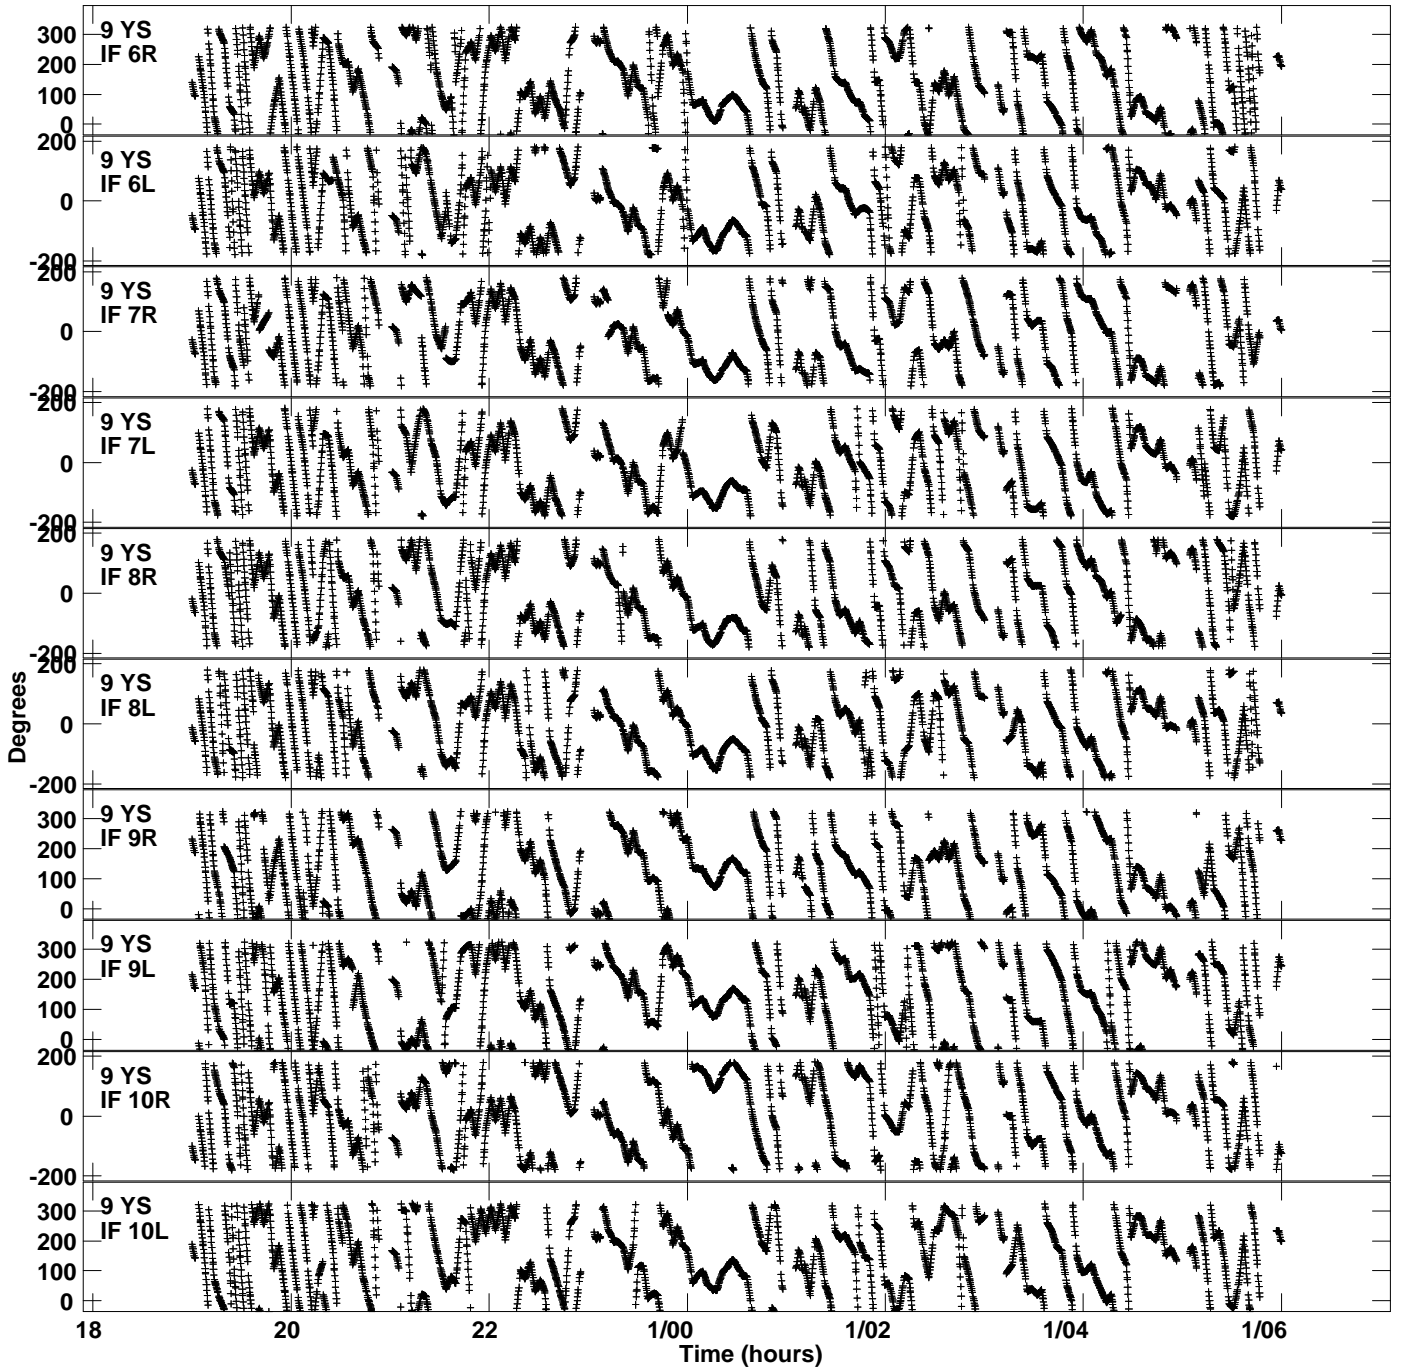 9 YS
IF 6R
300
200
100
0
9 YS
IF 6L
200
0
-200
9 YS
IF 7R
200
0
-200
9 YS
IF 7L
200
0
-200
9 YS
IF 8R
200
0
-200
9 YS
IF 8L
200
0
-200
9 YS
IF 9R
300
200
100
0
9 YS
IF 9L
300
200
100
0
9 YS
IF 10R
200
0
-200
9 YS
IF 10L
300
200
100
0
Degrees
18 20 22 1/00 1/02 1/04 1/06
Time (hours)